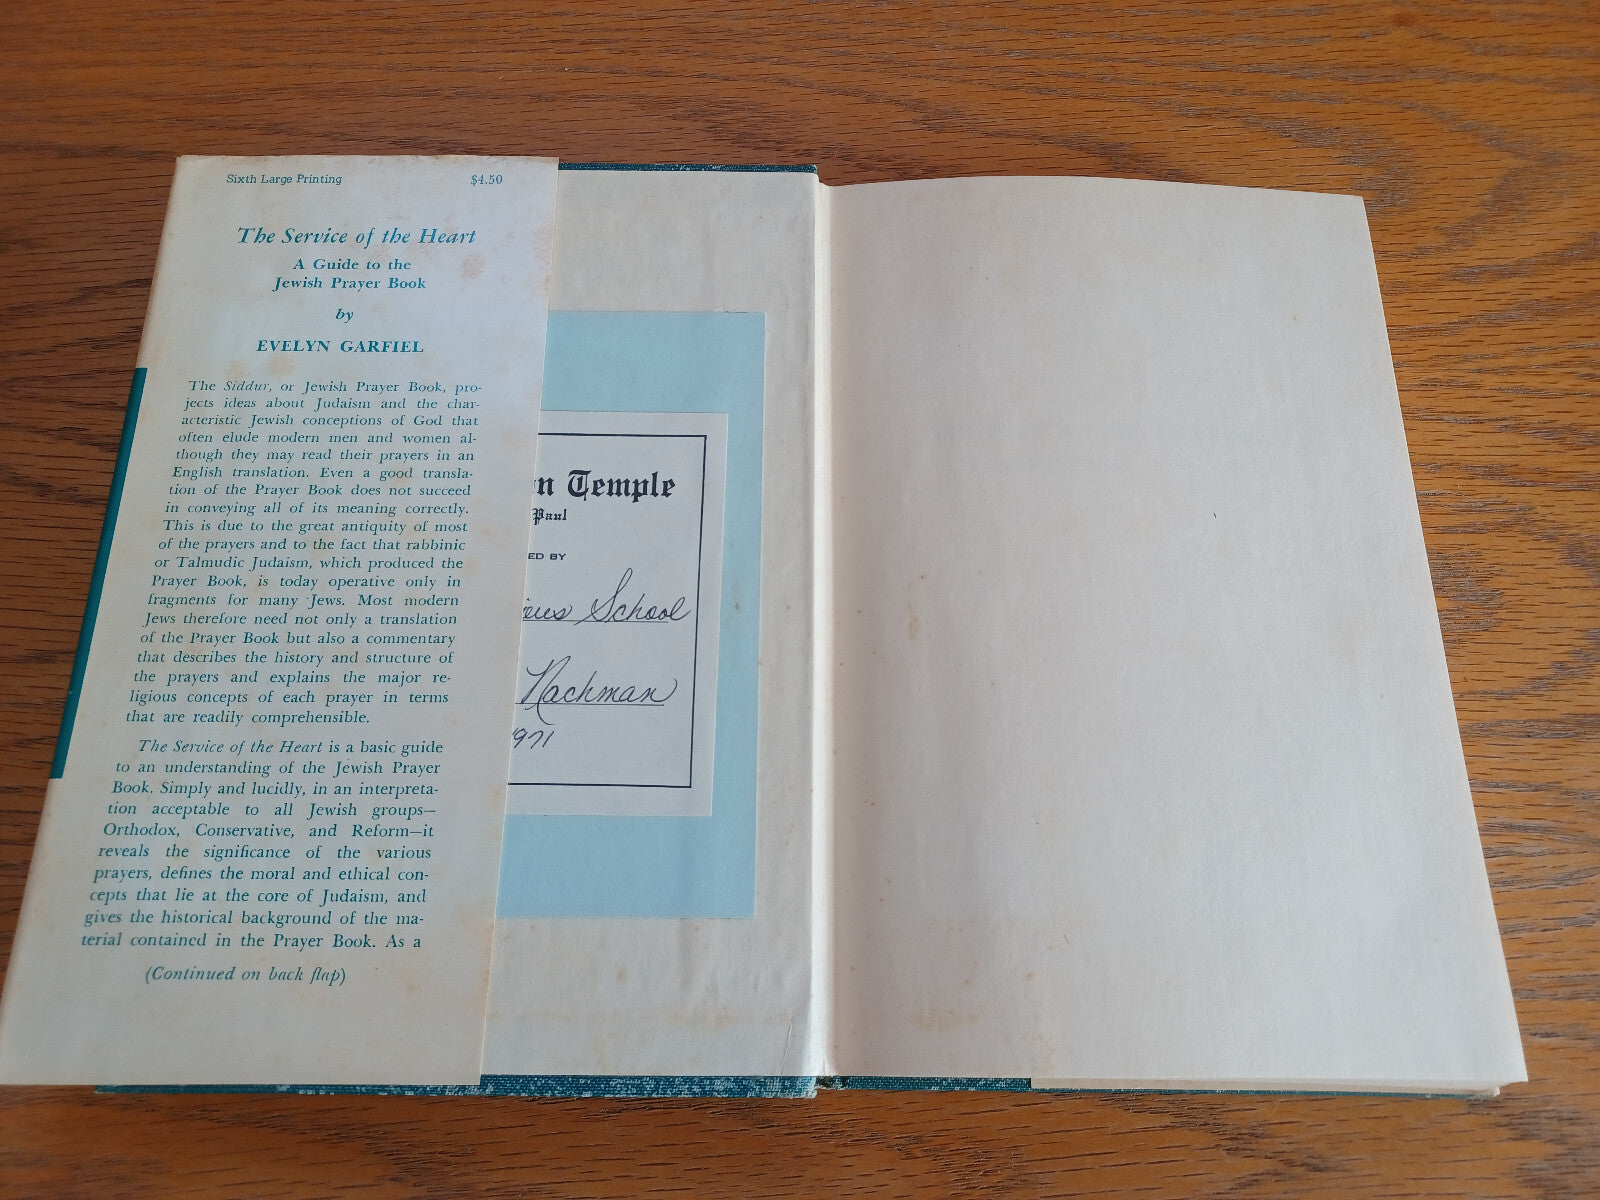 Sixth Large Printing $4.50
The Service of the Heart
A Guide to the
Jewish Prayer Book
by
EVELYN GARFIEL
The Siddur, or Jewish Prayer Book, pro-
jects ideas about Judaism and the char-
acteristic Jewish conceptions of God that
often elude modern men and women al-
though they may read their prayers in an
English translation. Even a good transla-
tion of the Prayer Book does not succeed
in conveying all of its meaning correctly.
This is due to the great antiquity of most
of the prayers and to the fact that rabbinic
or Talmudic Judaism, which produced the
Prayer Book, is today operative only in
fragments for many Jews. Most modern
Jews therefore need not only a translation
of the Prayer Book but also a commentary
that describes the history and structure of
the prayers and explains the major re-
ligious concepts of each prayer in terms
that are readily comprehensible.
The Service of the Heart is a basic guide
to an understanding of the Jewish Prayer
Book. Simply and lucidly, in an interpreta-
tion acceptable to all Jewish groups—
Orthodox, Conservative, and Reform—it
reveals the significance of the various
prayers, defines the moral and ethical con-
cepts that lie at the core of Judaism, and
gives the historical background of the ma-
terial contained in the Prayer Book. As a
(Continued on back flap)
n Temple
Paul
ED BY
ious School
Nachman
971